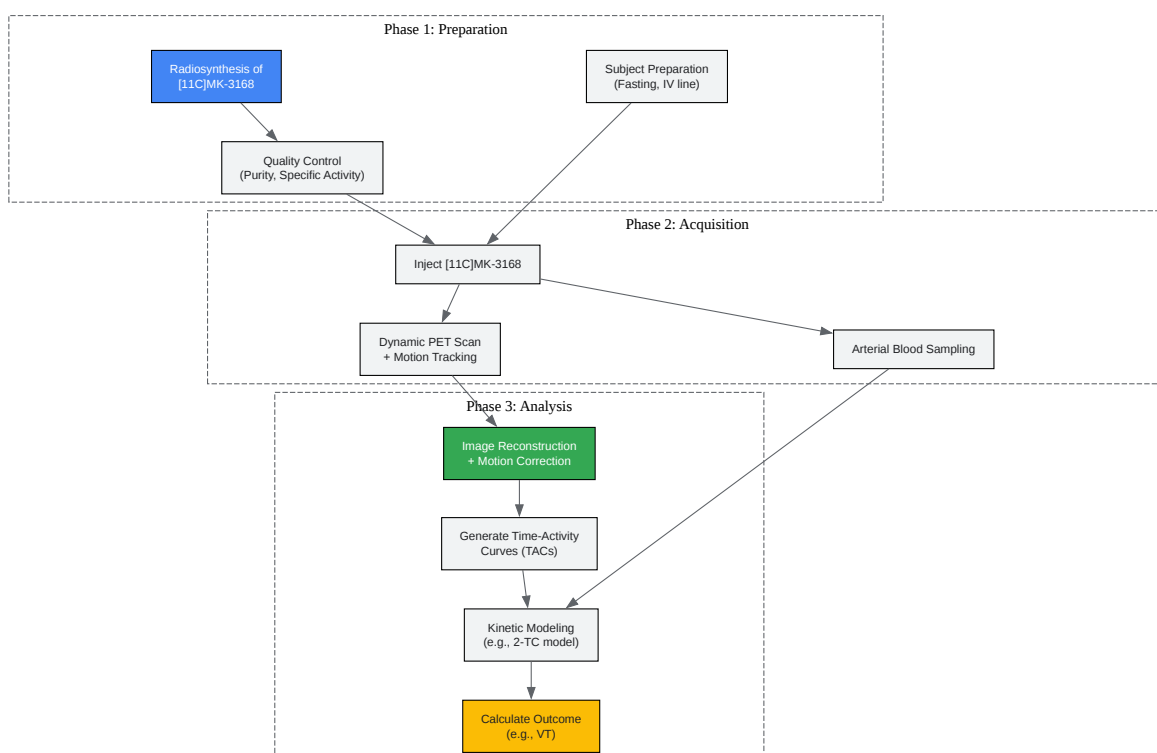 Phase 1: Preparation
Radiosynthesis of
[11C]MK-3168
Subject Preparation
(Fasting, IV line)
Quality Control
(Purity, Specific Activity)
Phase 2: Acquisition
Inject [11C]MK-3168
Dynamic PET Scan
+ Motion Tracking
Arterial Blood Sampling
Phase 3: Analysis
Image Reconstruction
+ Motion Correction
Generate Time-Activity
Curves (TACs)
Kinetic Modeling
(e.g., 2-TC model)
Calculate Outcome
(e.g., VT)